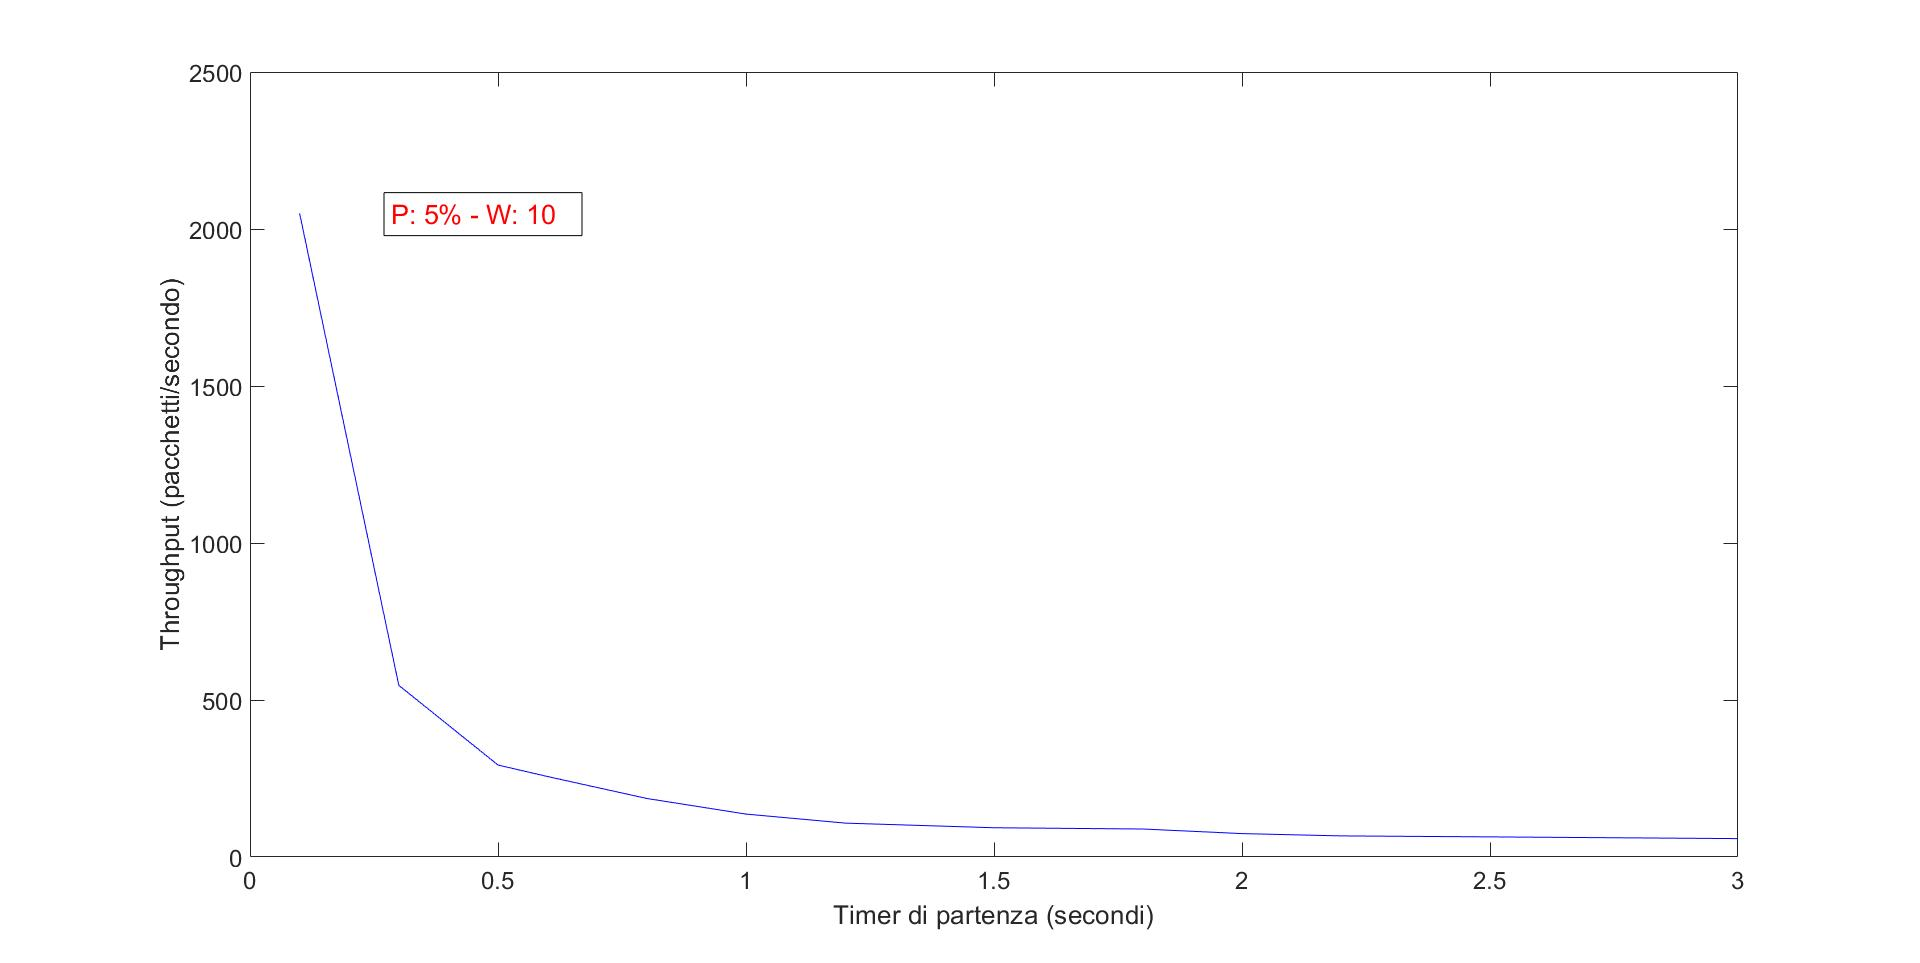 2500
2000
1500
1000
500
0
Throughput (pacchetti/secondo)
P: 5% - W: 10
0 0.5 1 1.5 2 2.5 3
Timer di partenza (secondi)